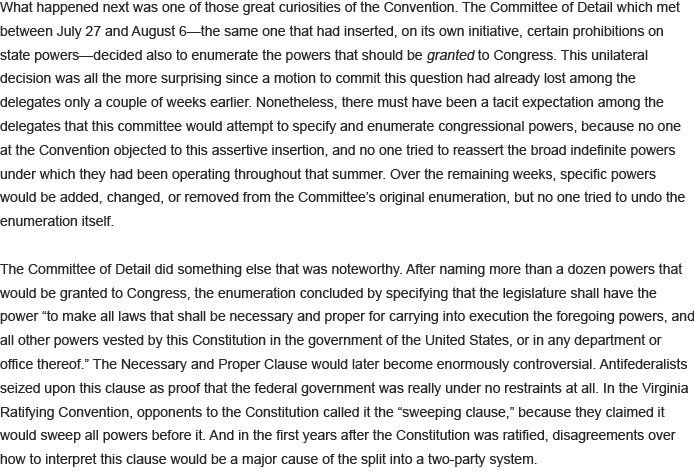 What happened next was one of those great curiosities of the Convention. The Committee of Detail which met
between July 27 and August 6—the same one that had inserted, on its own initiative, certain prohibitions on
state powers—decided also to enumerate the powers that should be granted to Congress. This unilateral
decision was all the more surprising since a motion to commit this question had already lost among the
delegates only a couple of weeks earlier. Nonetheless, there must have been a tacit expectation among the
delegates that this committee would attempt to specify and enumerate congressional powers, because no one
at the Convention objected to this assertive insertion, and no one tried to reassert the broad indefinite powers
under which they had been operating throughout that summer. Over the remaining weeks, specific powers
would be added, changed, or removed from the Committee’s original enumeration, but no one tried to undo the
enumeration itself.
The Committee of Detail did something else that was noteworthy. After naming more than a dozen powers that
would be granted to Congress, the enumeration concluded by specifying that the legislature shall have the
power “to make all laws that shall be necessary and proper for carrying into execution the foregoing powers, and
all other powers vested by this Constitution in the government of the United States, or in any department or
office thereof.” The Necessary and Proper Clause would later become enormously controversial. Antifederalists
seized upon this clause as proof that the federal government was really under no restraints at all. In the Virginia
Ratifying Convention, opponents to the Constitution called it the “sweeping clause,” because they claimed it
would sweep all powers before it. And in the first years after the Constitution was ratified, disagreements over
how to interpret this clause would be a major cause of the split into a two-party system.